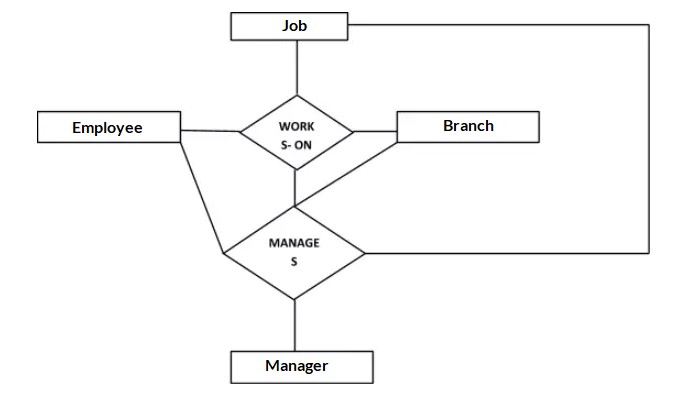 Job
Employee
WORK
S- ON
Branch
MANAGE
S
Manager